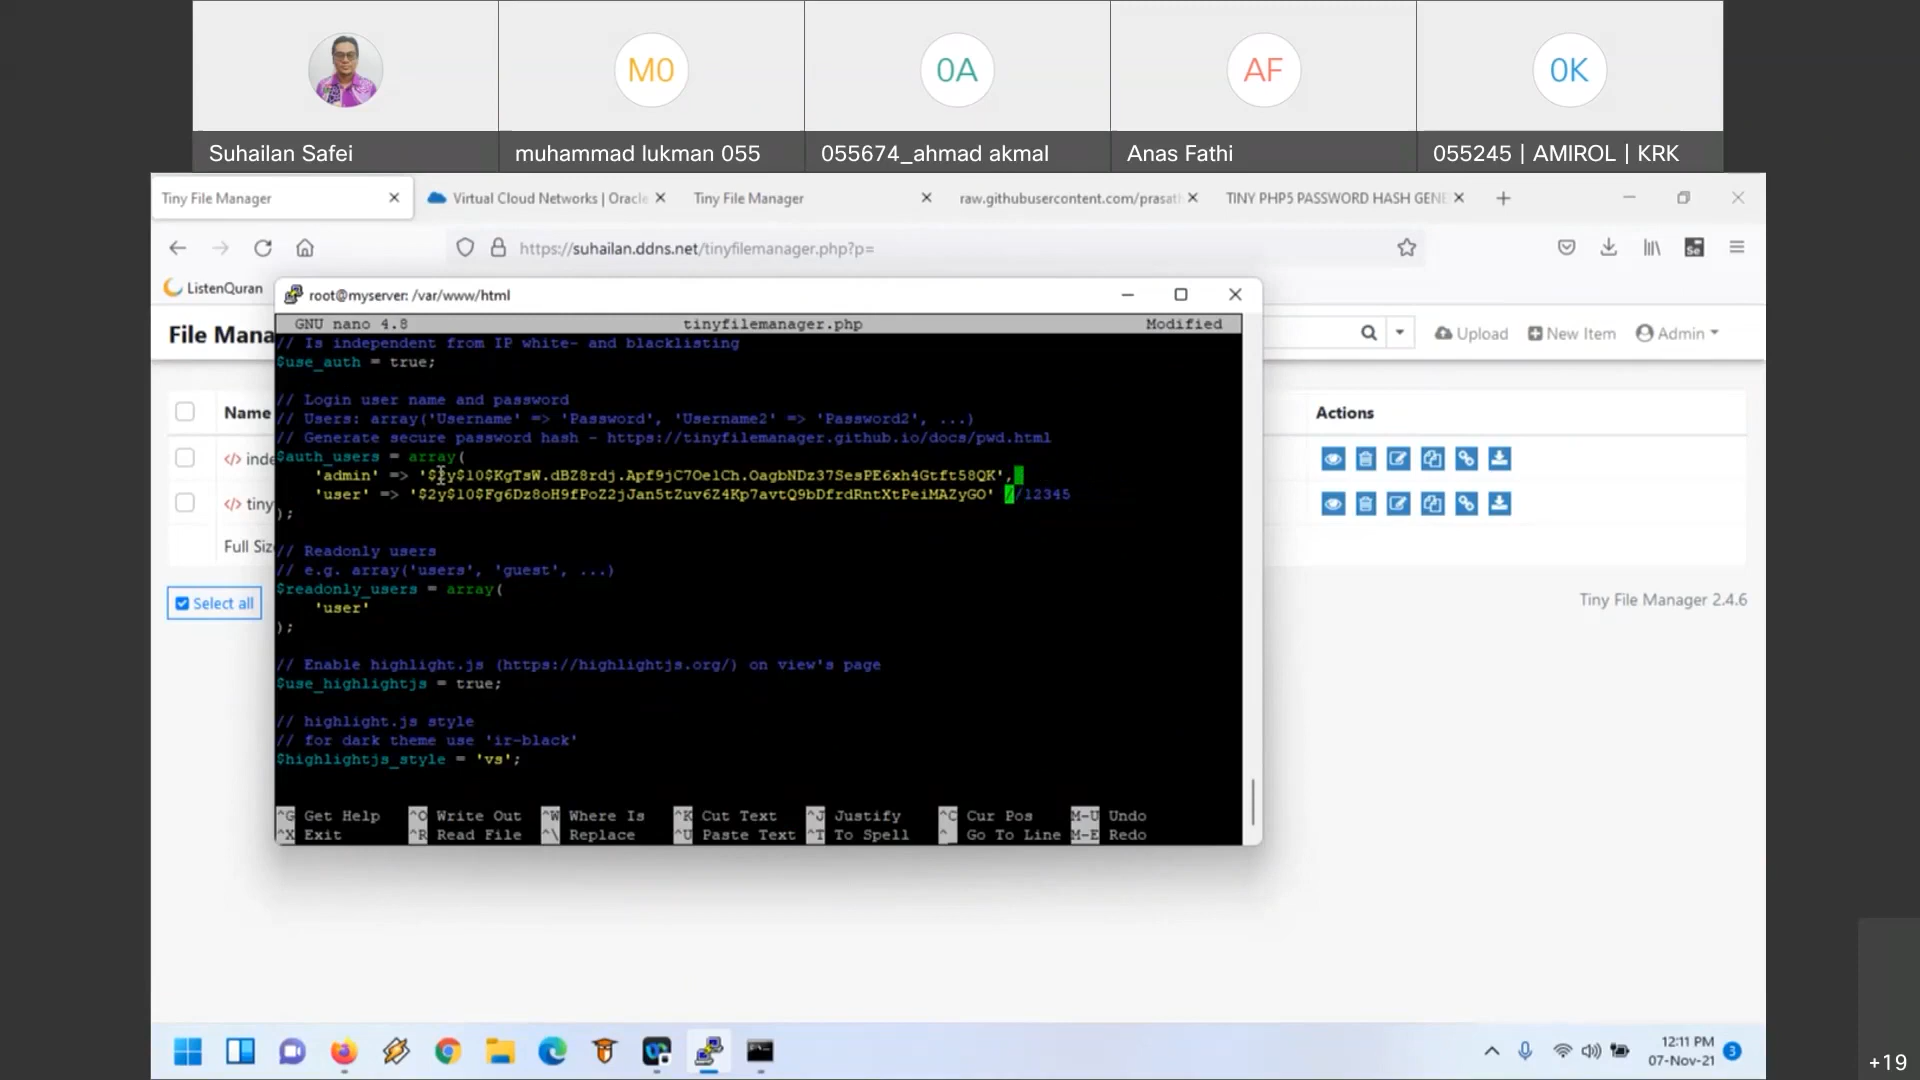 M0
0A
AF
0K
Suhailan Safei
muhammad lukman 055
055674_ahmad akmal
Anas Fathi
055245 | AMIROL | KRK
Tiny File Manager
Virtual Cloud Networks | Oracle
Tiny File Manager
raw.githubusercontent.com/prasath
TINY PHP5 PASSWORD HASH GENE
https://suhailan.ddns.net/tinyfilemanager.php?p=
ListenQuran
root@myserver: /var/www/html
File Mana
Upload
New Item
Admin
GNU nano 4.8
tinyfilemanager.php
Modified
// Is independent from IP white- and blacklisting
$use_auth = true;
// Login user name and password
// Users: array('Username' => 'Password', 'Username2' => 'Password2', ...)
// Generate secure password hash - https://tinyfilemanager.github.io/docs/pwd.html
$auth_users = array(
'admin' => '$2y$10$KgTsW.dBZ8rdj.Apf9jC7OelCh.OagbNDz37SesPE6xh4Gtft58QK',
'user' => '$2y$10$Fg6Dz8oH9fPoZ2jJan5tZuv6Z4Kp7avtQ9bDfrdRntXtPeiMAZyGO' //12345
);
// Readonly users
// e.g. array('users', 'guest', ...)
$readonly_users = array(
'user'
);
// Enable highlight.js (https://highlightjs.org/) on view's page
$use_highlightjs = true;
// highlight.js style
// for dark theme use 'ir-black'
$highlightjs_style = 'vs';
^G Get Help ^O Write Out ^W Where Is ^K Cut Text ^J Justify ^C Cur Pos M-U Undo
^X Exit ^R Read File ^\ Replace ^U Paste Text ^T To Spell ^_ Go To Line M-E Redo
Name
Actions
</> inde
</> tiny
Full Siz
Select all
Tiny File Manager 2.4.6
12:11 PM
07-Nov-21
3
+19